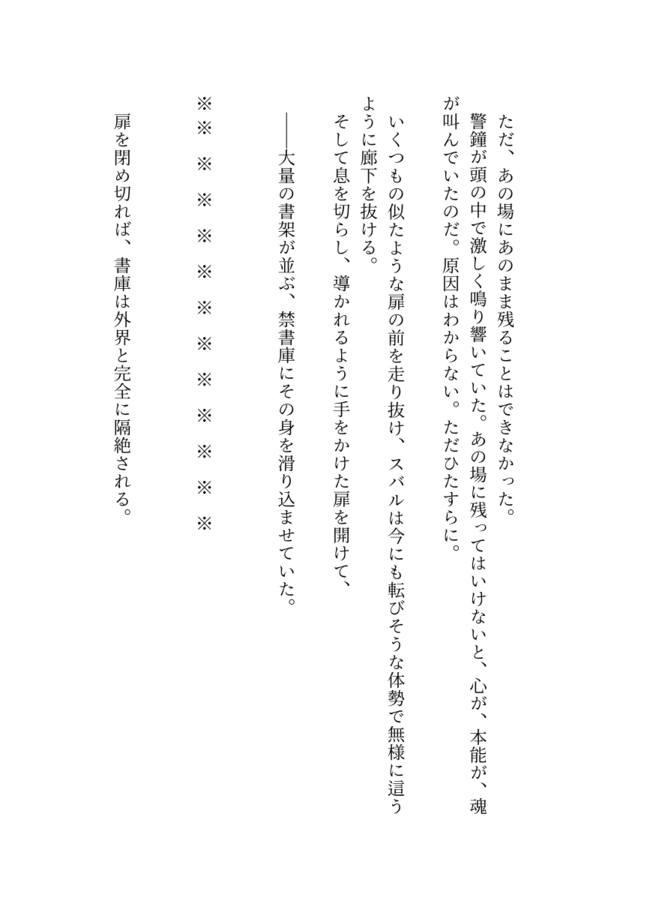 ただ、あの場にあのまま残ることはできなかった。
警鐘が頭の中で激しく鳴り響いていた。あの場に残ってはいけないと、心が、本能が、魂
が叫んでいたのだ。原因はわからない。ただひたすらに。
いくつもの似たような扉の前を走り抜け、スバルは今にも転びそうな体勢で無様に這う
ように廊下を抜ける。
そして息を切らし、導かれるように手をかけた扉を開けて、
――大量の書架が並ぶ、禁書庫にその身を滑り込ませていた。
※※　※　※　※　※　※　※　※　※　※　※　※
扉を閉め切れば、書庫は外界と完全に隔絶される。